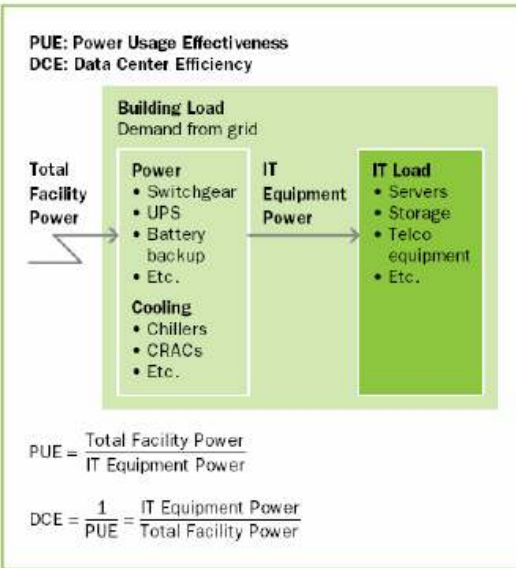 PUE: Power Usage Effectiveness
DCE: Data Center Efficiency
Building Load
Demand from grid
Total
Facility
Power
Power
• Switchgear
• UPS
• Battery
backup
• Etc.
Cooling
• Chillers
• CRACs
• Etc.
IT
Equipment
Power
IT Load
• Servers
• Storage
• Telco
equipment
• Etc.
PUE = Total Facility Power / IT Equipment Power
DCE = 1 / PUE = IT Equipment Power / Total Facility Power